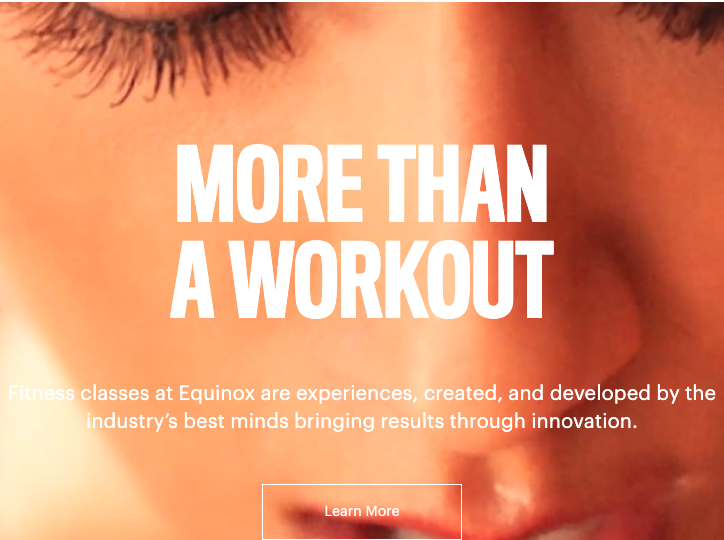 MORE THAN
A WORKOUT
Fitness classes at Equinox are experiences, created, and developed by the
industry’s best minds bringing results through innovation.
Learn More